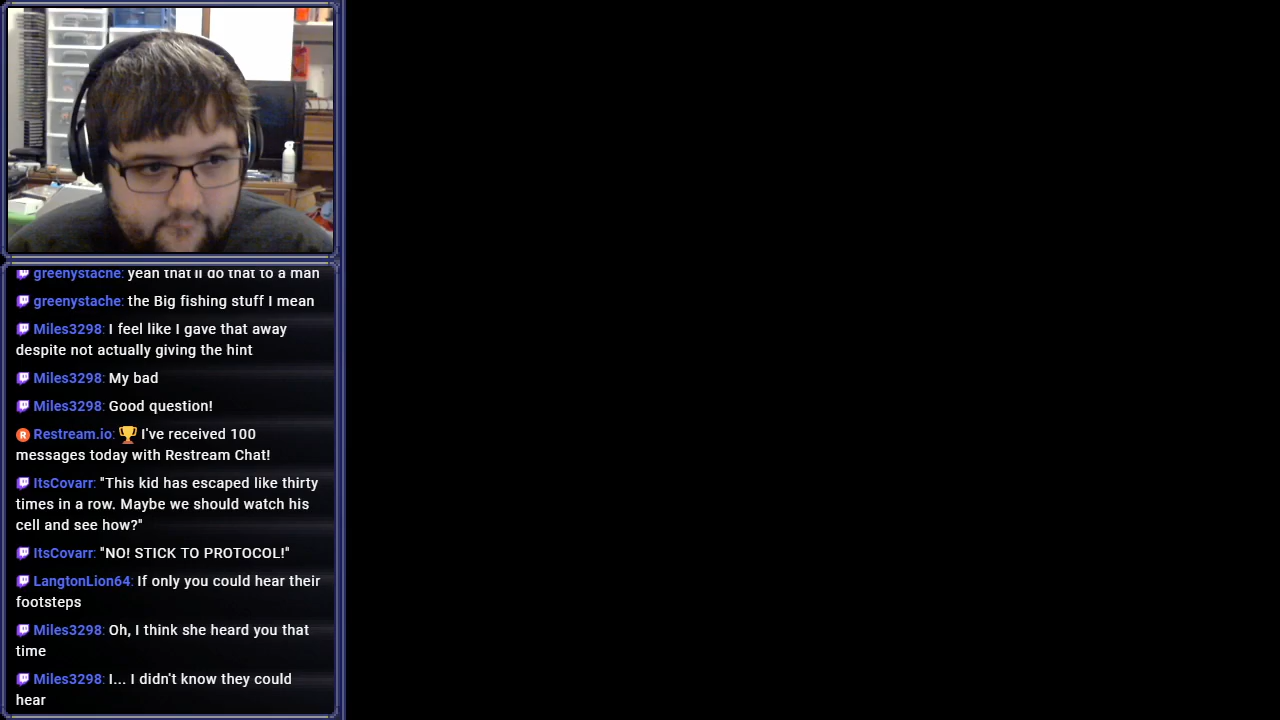 greenystache: yeah that'll do that to a man
greenystache: the Big fishing stuff I mean
Miles3298: I feel like I gave that away
despite not actually giving the hint
Miles3298: My bad
Miles3298: Good question!
Restream.io: 🏆 I've received 100
messages today with Restream Chat!
ItsCovarr: "This kid has escaped like thirty
times in a row. Maybe we should watch his
cell and see how?"
ItsCovarr: "NO! STICK TO PROTOCOL!"
LangtonLion64: If only you could hear their
footsteps
Miles3298: Oh, I think she heard you that
time
Miles3298: I... I didn't know they could
hear